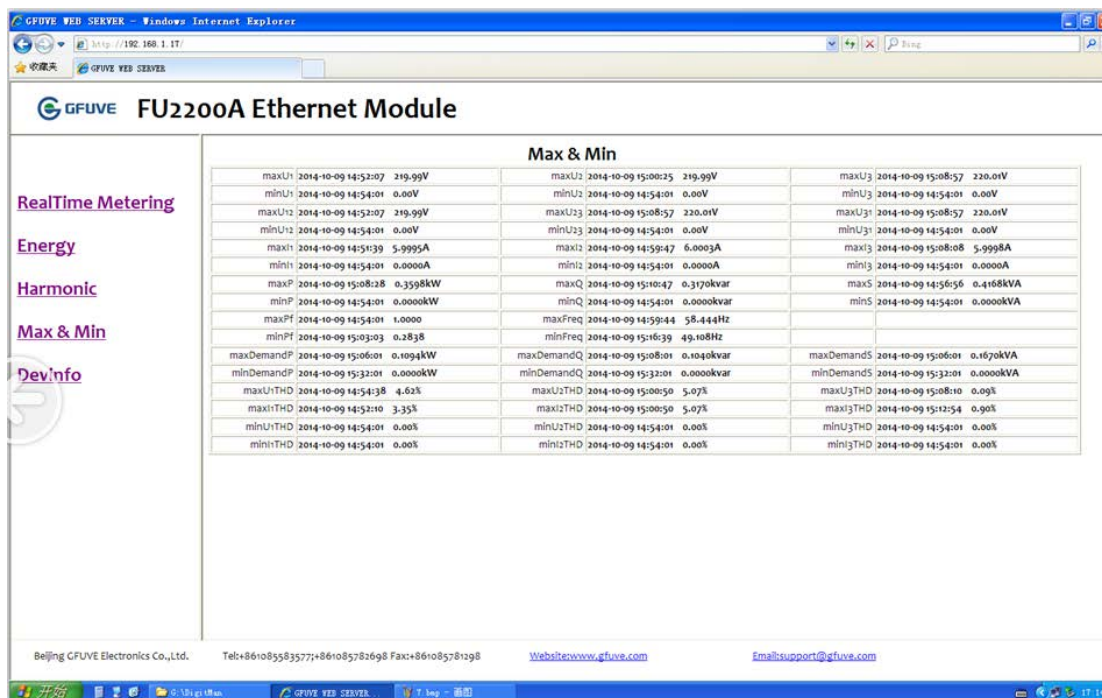 GFUVE WEB SERVER - Windows Internet Explorer
http://192.168.1.17/
Bing
收藏夹 GFUVE WEB SERVER
GFUVE FU2200A Ethernet Module
Max & Min
RealTime Metering
Energy
Harmonic
Max & Min
DevInfo
maxU1 2014-10-09 14:52:07 219.99V maxU2 2014-10-09 15:00:25 219.99V maxU3 2014-10-09 15:08:57 220.01V
minU1 2014-10-09 14:54:01 0.00V minU2 2014-10-09 14:54:01 0.00V minU3 2014-10-09 14:54:01 0.00V
maxU12 2014-10-09 14:52:07 219.99V maxU23 2014-10-09 15:08:57 220.01V maxU31 2014-10-09 15:08:57 220.01V
minU12 2014-10-09 14:54:01 0.00V minU23 2014-10-09 14:54:01 0.00V minU31 2014-10-09 14:54:01 0.00V
maxI1 2014-10-09 14:51:39 5.9995A maxI2 2014-10-09 14:59:47 6.0003A maxI3 2014-10-09 15:08:08 5.9998A
minI1 2014-10-09 14:54:01 0.0000A minI2 2014-10-09 14:54:01 0.0000A minI3 2014-10-09 14:54:01 0.0000A
maxP 2014-10-09 15:08:28 0.3598kW maxQ 2014-10-09 15:10:47 0.3170kvar maxS 2014-10-09 14:56:56 0.4168kVA
minP 2014-10-09 14:54:01 0.0000kW minQ 2014-10-09 14:54:01 0.0000kvar minS 2014-10-09 14:54:01 0.0000kVA
maxPf 2014-10-09 14:54:01 1.0000 maxFreq 2014-10-09 14:59:44 58.444Hz
minPf 2014-10-09 15:03:03 0.2838 minFreq 2014-10-09 15:16:39 49.108Hz
maxDemandP 2014-10-09 15:06:01 0.1094kW maxDemandQ 2014-10-09 15:08:01 0.1040kvar maxDemandS 2014-10-09 15:06:01 0.1670kVA
minDemandP 2014-10-09 15:32:01 0.0000kW minDemandQ 2014-10-09 15:32:01 0.0000kvar minDemandS 2014-10-09 15:32:01 0.0000kVA
maxU1THD 2014-10-09 14:54:38 4.62% maxU2THD 2014-10-09 15:00:50 5.07% maxU3THD 2014-10-09 15:08:10 0.09%
maxI1THD 2014-10-09 14:52:10 3.35% maxI2THD 2014-10-09 15:00:50 5.07% maxI3THD 2014-10-09 15:12:54 0.90%
minU1THD 2014-10-09 14:54:01 0.00% minU2THD 2014-10-09 14:54:01 0.00% minU3THD 2014-10-09 14:54:01 0.00%
minI1THD 2014-10-09 14:54:01 0.00% minI2THD 2014-10-09 14:54:01 0.00% minI3THD 2014-10-09 14:54:01 0.00%
Beijing GFUVE Electronics Co.,Ltd. Tel:+861085583577;+861085782698 Fax:+861085781298 Website:www.gfuve.com Email:support@gfuve.com
开始 G:\DigitMan GFUVE WEB SERVER... 7.bmp - 画图